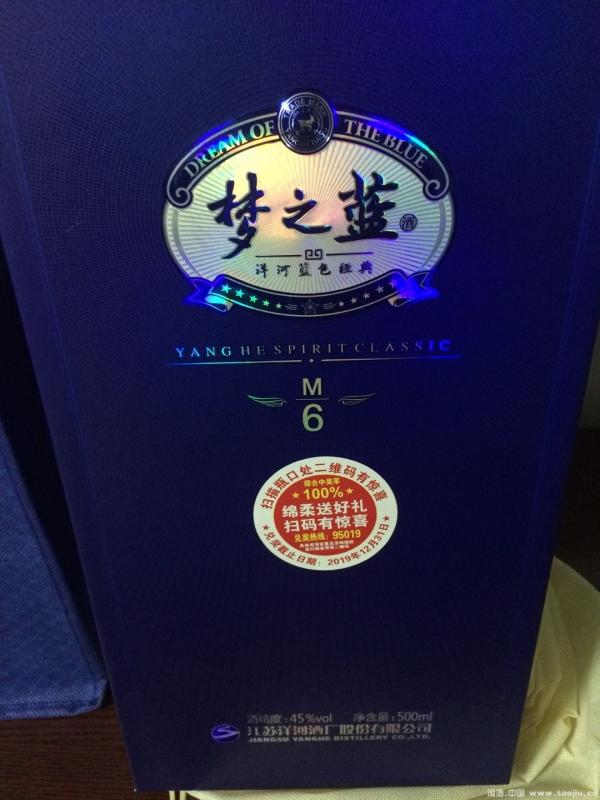 TRADE MARK
DREAM OF THE BLUE
梦之蓝
酒
洋河蓝色经典
YANG HE SPIRIT CLASSIC
M
6
扫描瓶口处二维码有惊喜
综合中奖率
100%
绵柔送好礼
扫码有惊喜
兑奖热线：95019
兑奖截止日期：2019年12月31日
酒精度：45%vol 净含量：500ml
江苏洋河酒厂股份有限公司
JIANGSU YANGHE DISTILLERY CO.,LTD.
淘酒.中国 www.taojiu.cn